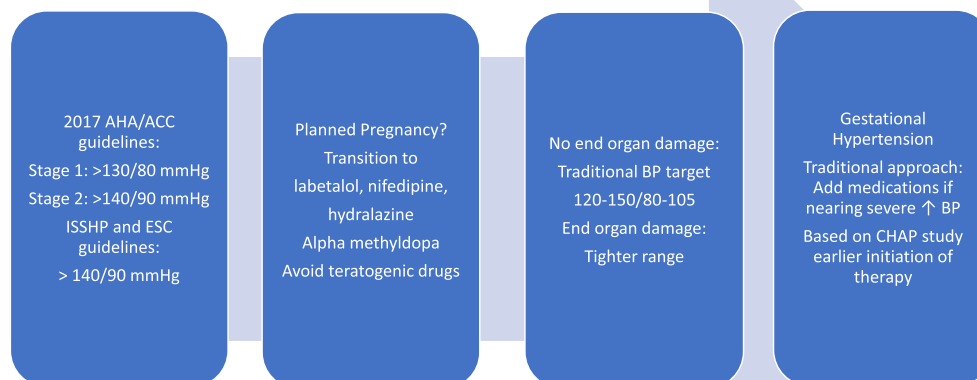 2017 AHA/ACC
guidelines:
Stage 1: >130/80 mmHg
Stage 2: >140/90 mmHg
ISSHP and ESC
guidelines:
> 140/90 mmHg
Planned Pregnancy?
Transition to
labetalol, nifedipine,
hydralazine
Alpha methyldopa
Avoid teratogenic drugs
No end organ damage:
Traditional BP target
120-150/80-105
End organ damage:
Tighter range
Gestational
Hypertension
Traditional approach:
Add medications if
nearing severe ↑ BP
Based on CHAP study
earlier initiation of
therapy